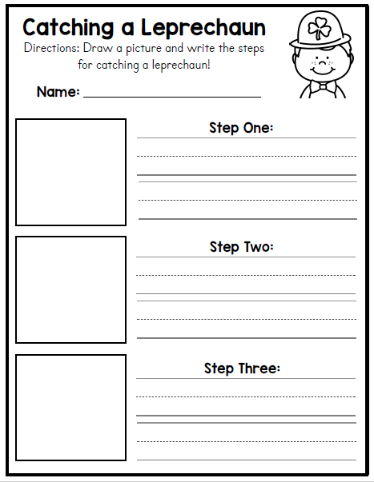 Catching a Leprechaun
Directions: Draw a picture and write the steps
for catching a leprechaun!
Name:
Step One:
Step Two:
Step Three: